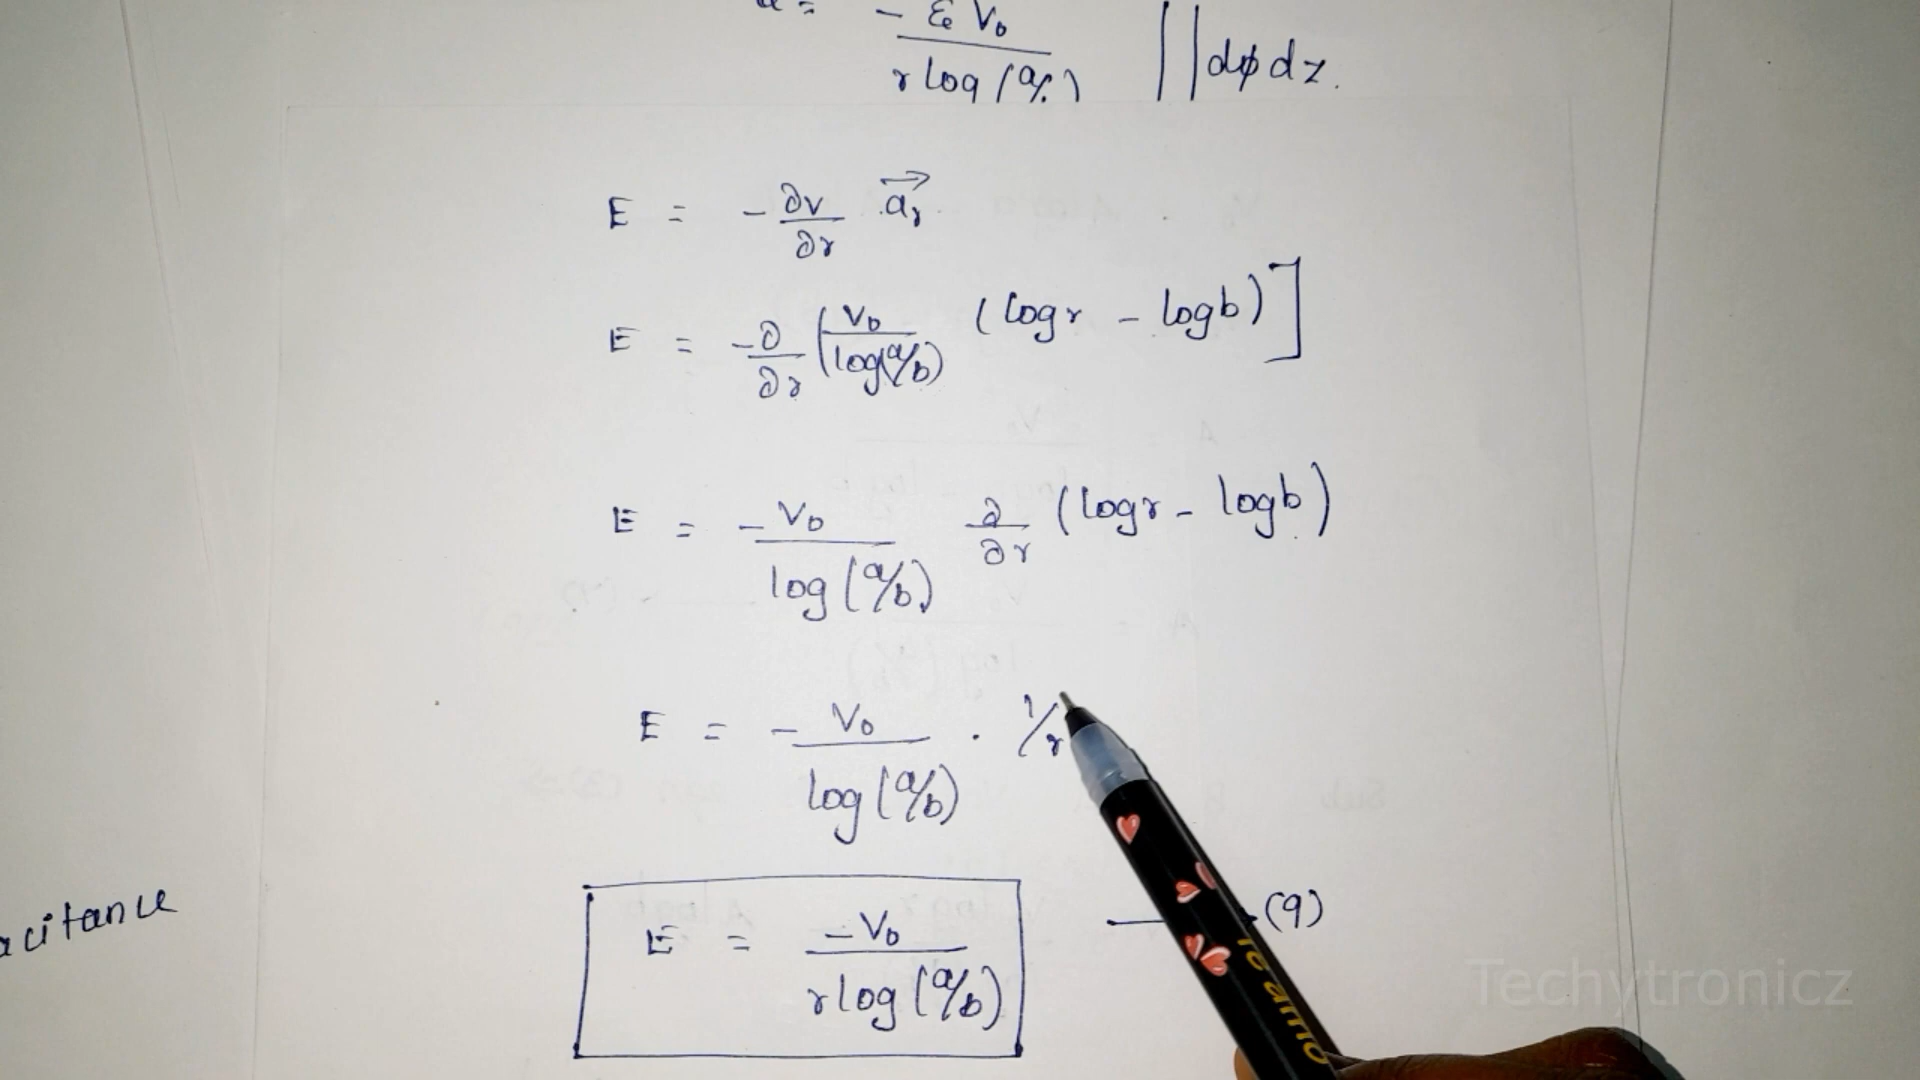 - ε V₀
r log (a/ ) ∫∫ dφ dz.
E = - ∂v/∂r a⃗r
E = -∂/∂r [V₀/log(a/b) (log r - log b)]
E = - V₀/log(a/b) ∂/∂r (log r - log b)
E = - V₀/log(a/b) . 1/r
acitance
E = -V₀/r log(a/b) (9)
Techytronicz